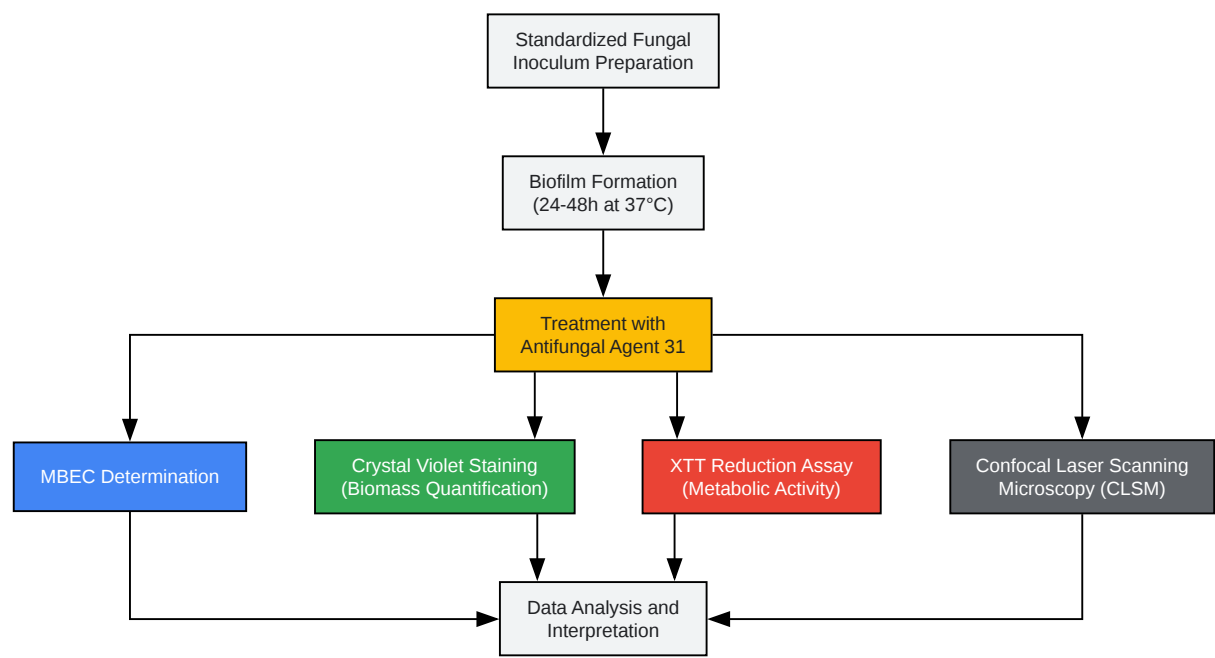 Standardized Fungal
Inoculum Preparation
Biofilm Formation
(24-48h at 37°C)
Treatment with
Antifungal Agent 31
MBEC Determination
Crystal Violet Staining
(Biomass Quantification)
XTT Reduction Assay
(Metabolic Activity)
Confocal Laser Scanning
Microscopy (CLSM)
Data Analysis and
Interpretation